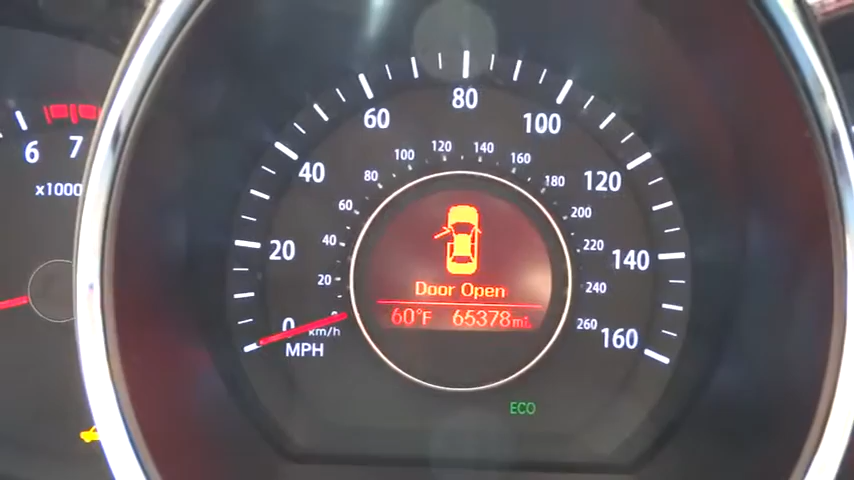 6 7
x1000
0 20 40 60 80 100 120 140 160
MPH
20 40 60 80 100 120 140 160 180 200 220 240 260
km/h
Door Open
60°F 65378mi
ECO